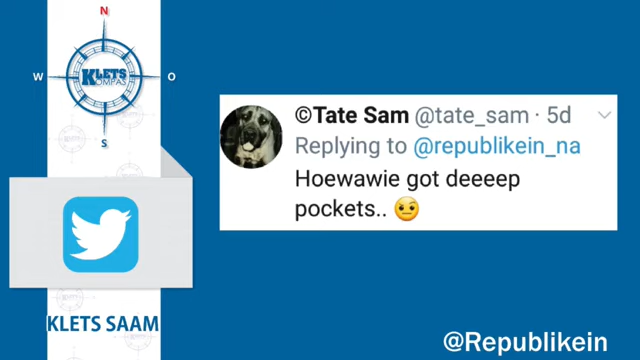 N
W
KLETS
KOMPAS
O
S
©Tate Sam @tate_sam · 5d
Replying to @republikein_na
Hoewawie got deeeep
pockets.. 🤨
KLETS SAAM
@Republikein